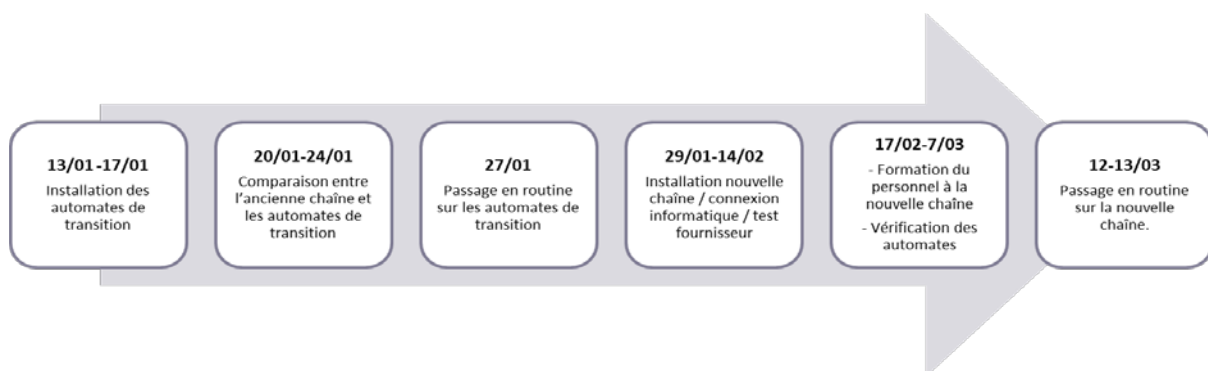 13/01-17/01
Installation des
automates de
transition
20/01-24/01
Comparaison entre
l'ancienne chaîne et
les automates de
transition
27/01
Passage en routine
sur les automates de
transition
29/01-14/02
Installation nouvelle
chaîne / connexion
informatique / test
fournisseur
17/02-7/03
- Formation du
personnel à la
nouvelle chaîne
- Vérification des
automates
12-13/03
Passage en routine
sur la nouvelle
chaîne.